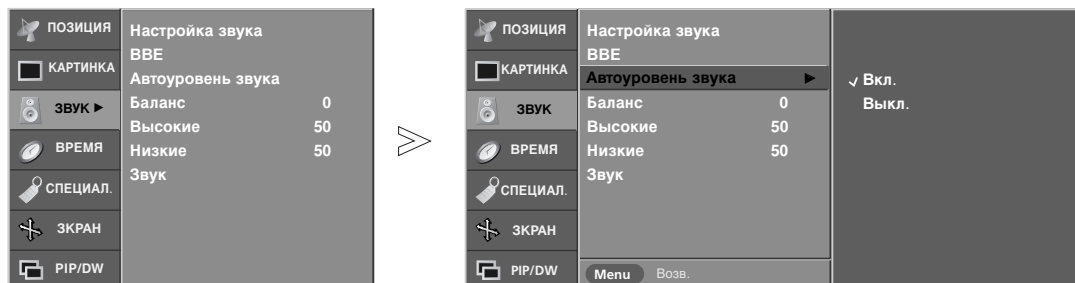 ПОЗИЦИЯ
КАРТИНКА
ЗВУК ►
ВРЕМЯ
СПЕЦИАЛ.
ЗКРАН
PIP/DW
Настройка звука
BBE
Автоуровень звука
Баланс 0
Высокие 50
Низкие 50
Звук
ПОЗИЦИЯ
КАРТИНКА
ЗВУК
ВРЕМЯ
СПЕЦИАЛ.
ЗКРАН
PIP/DW
Настройка звука
BBE
Автоуровень звука ►
Баланс 0
Высокие 50
Низкие 50
Звук
Menu Возв.
✓ Вкл.
Выкл.